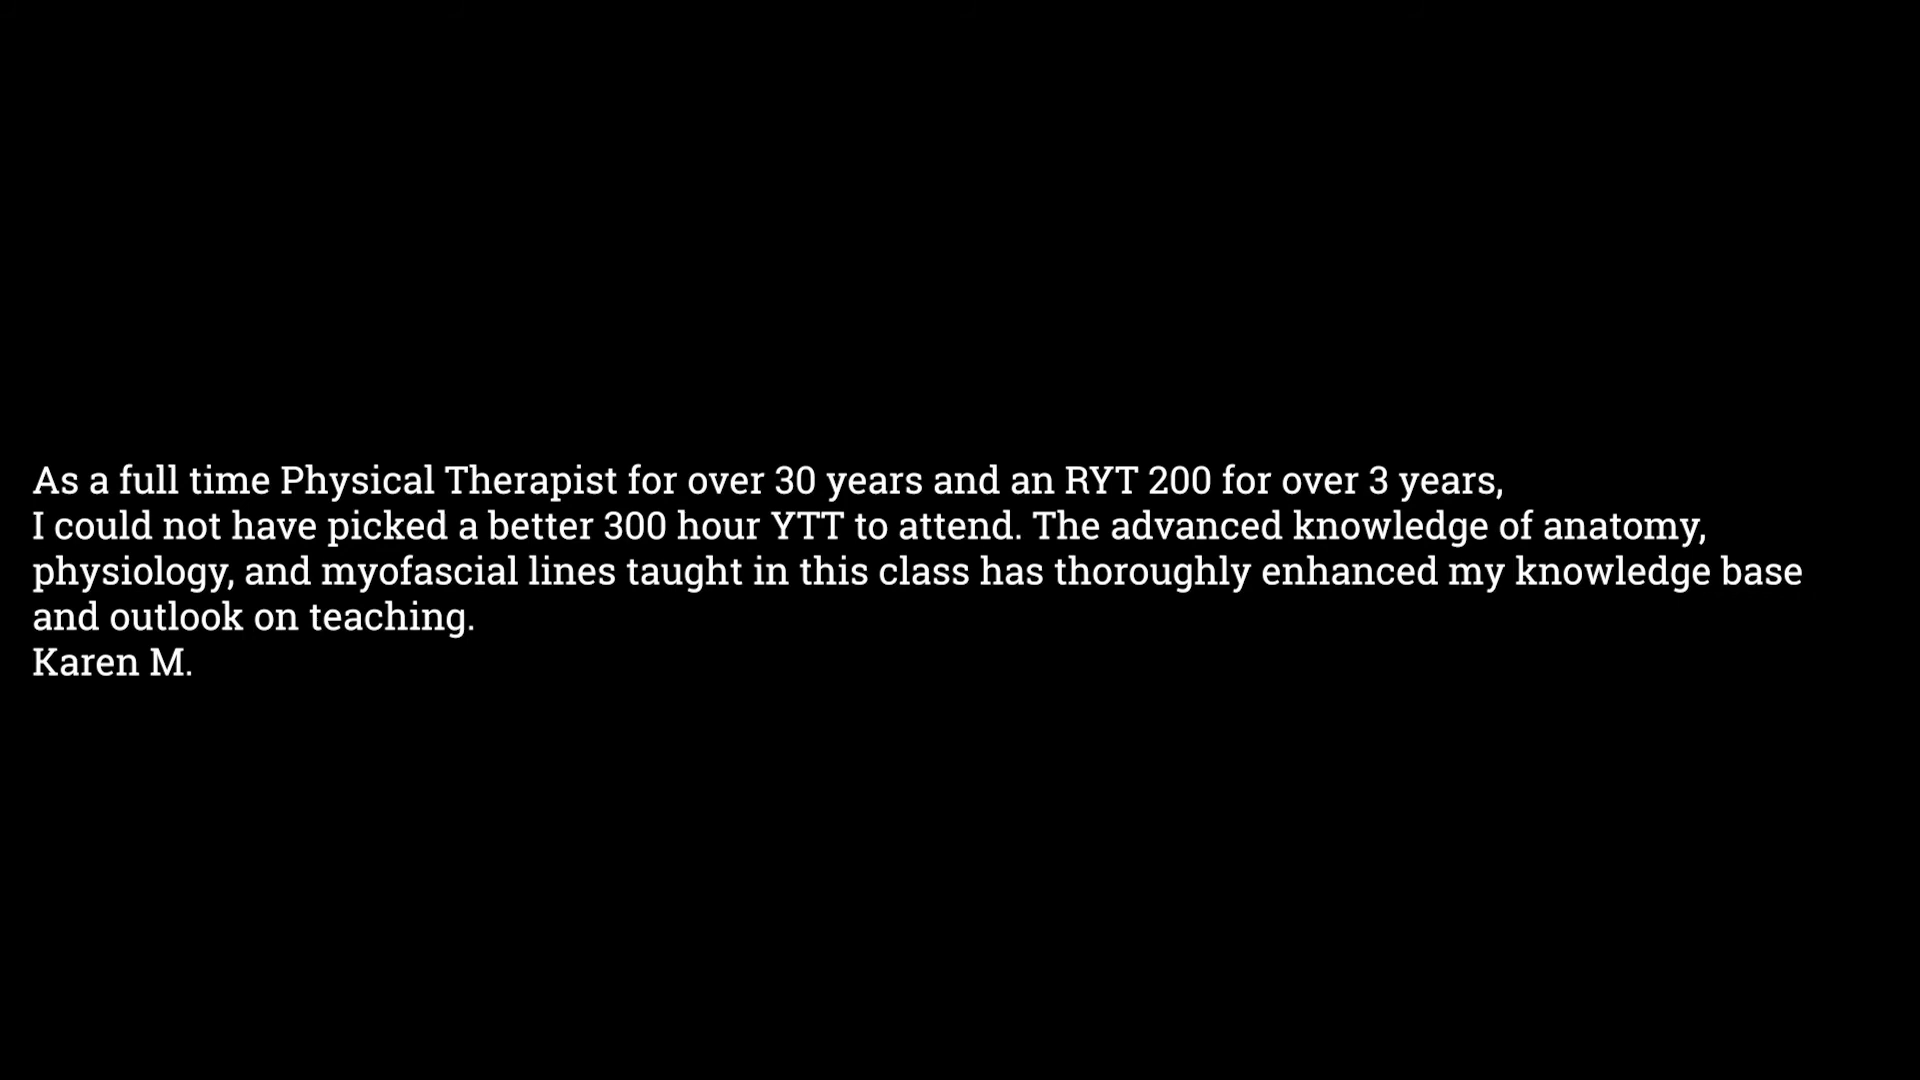 As a full time Physical Therapist for over 30 years and an RYT 200 for over 3 years,
I could not have picked a better 300 hour YTT to attend. The advanced knowledge of anatomy,
physiology, and myofascial lines taught in this class has thoroughly enhanced my knowledge base
and outlook on teaching.
Karen M.